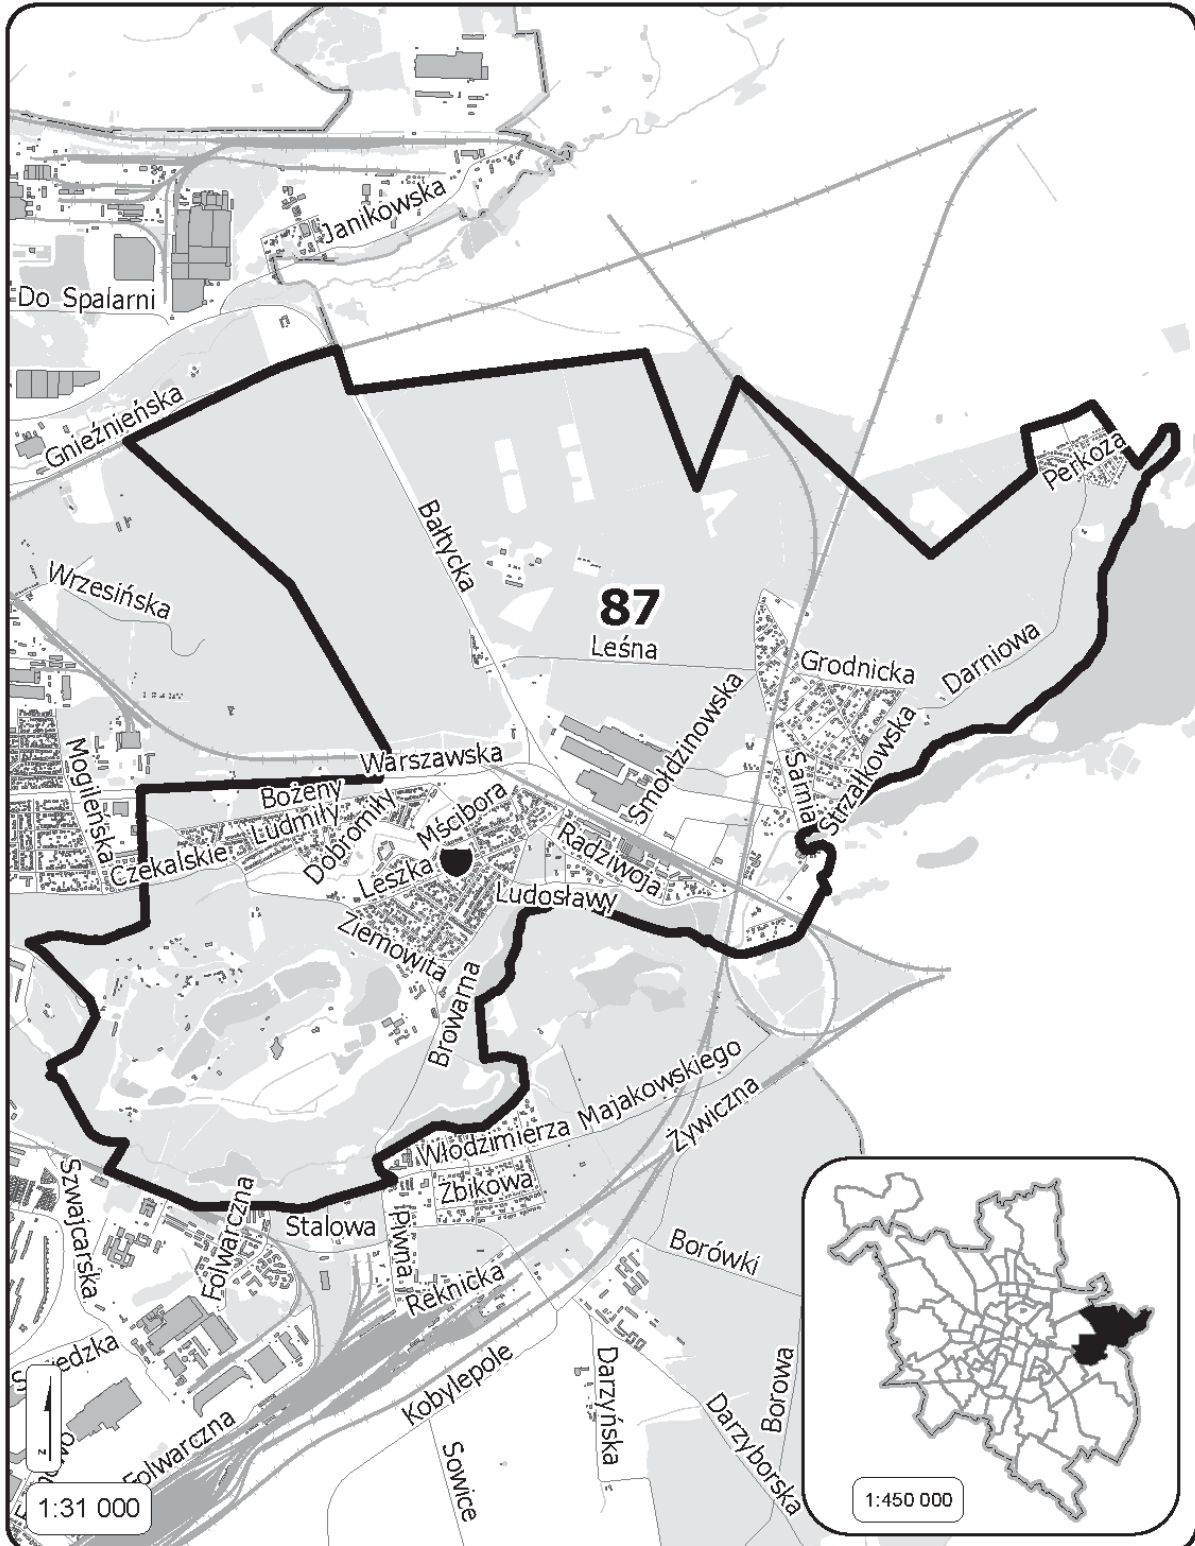 Janikowska
Do Spalarni
Gnieźnieńska
Perkoza
Bałtycka
Wrzesińska
87
Leśna
Grodnicka
Darniowa
Smołdzinowska
Strzałkowska
Sarnia
Warszawska
Mogileńska
Bożeny
Ludmiły
Dobromiły
Mścibora
Czekalskie
Leszka
Radziwoja
Ludosławy
Ziemowita
Browarna
Włodzimierza Majakowskiego
Żywiczna
Żbikowa
Szwajcarska
Folwarczna
Stalowa
Piwna
Reknicka
Borówki
Kobylepole
Darzyńska
Borowa
Darzyborska
Folwarczna
Sowice
N
1:31 000
1:450 000